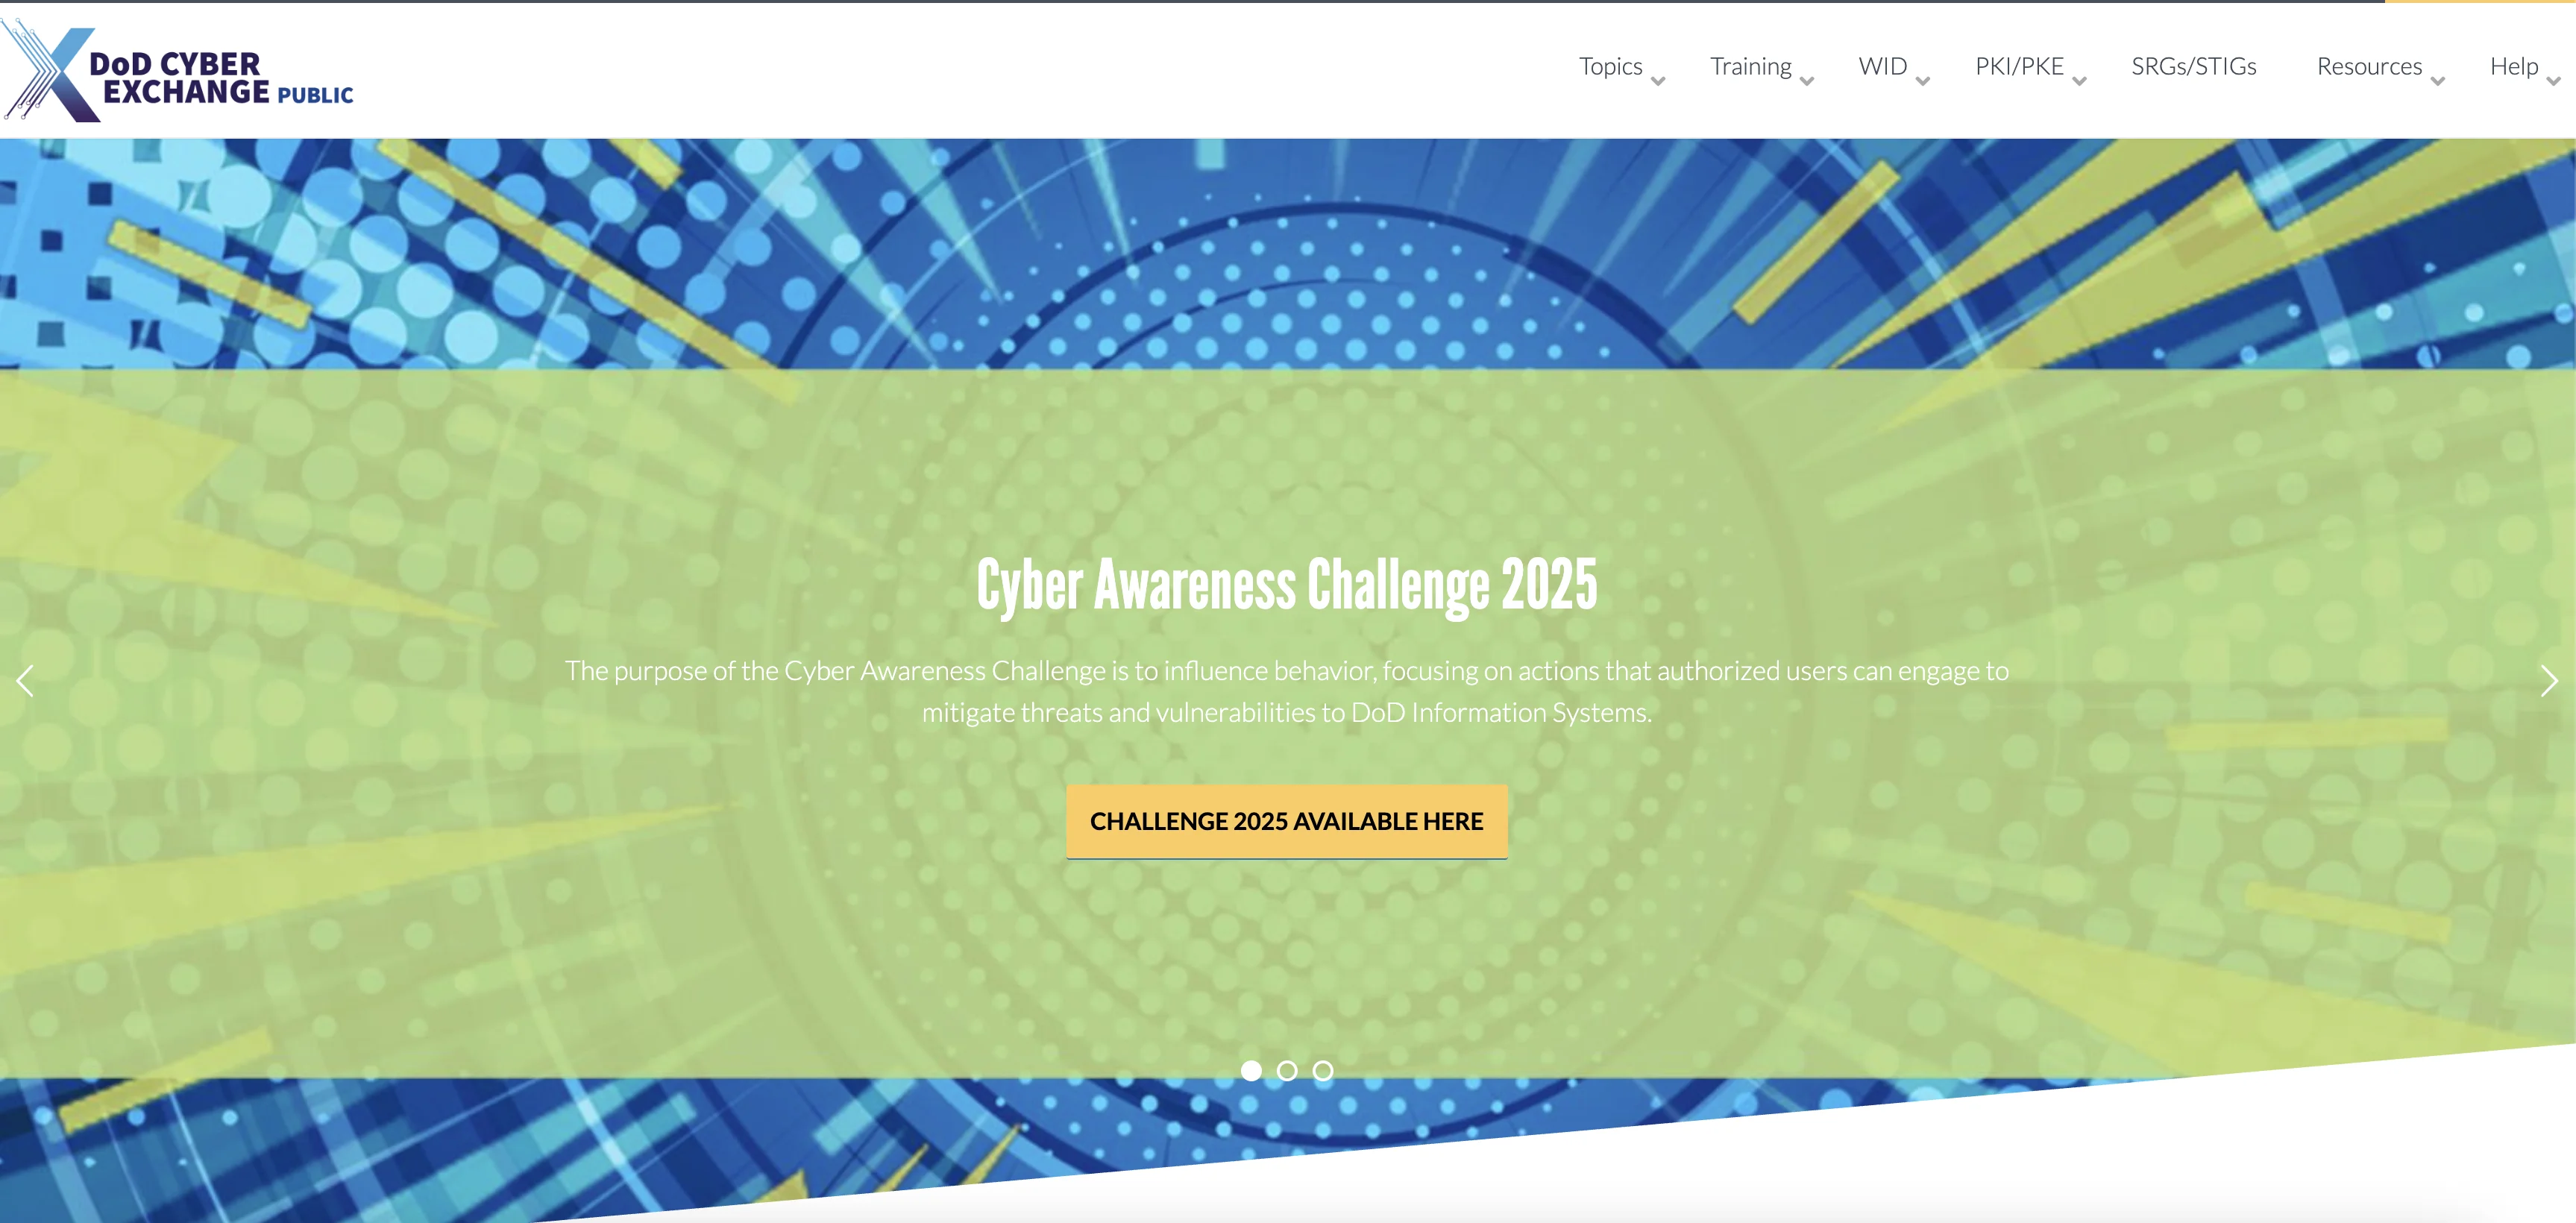 DoD CYBER
EXCHANGE PUBLIC
Topics Training WID PKI/PKE SRGs/STIGs Resources Help
Cyber Awareness Challenge 2025
The purpose of the Cyber Awareness Challenge is to influence behavior, focusing on actions that authorized users can engage to
mitigate threats and vulnerabilities to DoD Information Systems.
CHALLENGE 2025 AVAILABLE HERE